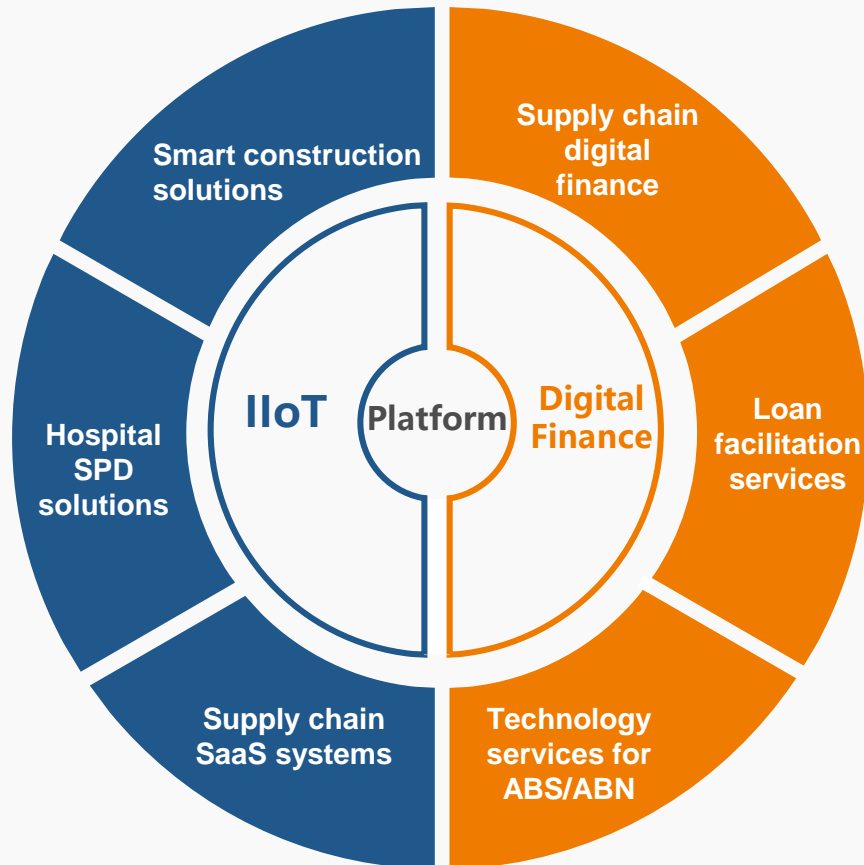 Smart construction
solutions
Supply chain
digital
finance
Hospital
SPD
solutions
IIoT
Platform
Digital
Finance
Loan
facilitation
services
Supply chain
SaaS systems
Technology
services for
ABS/ABN